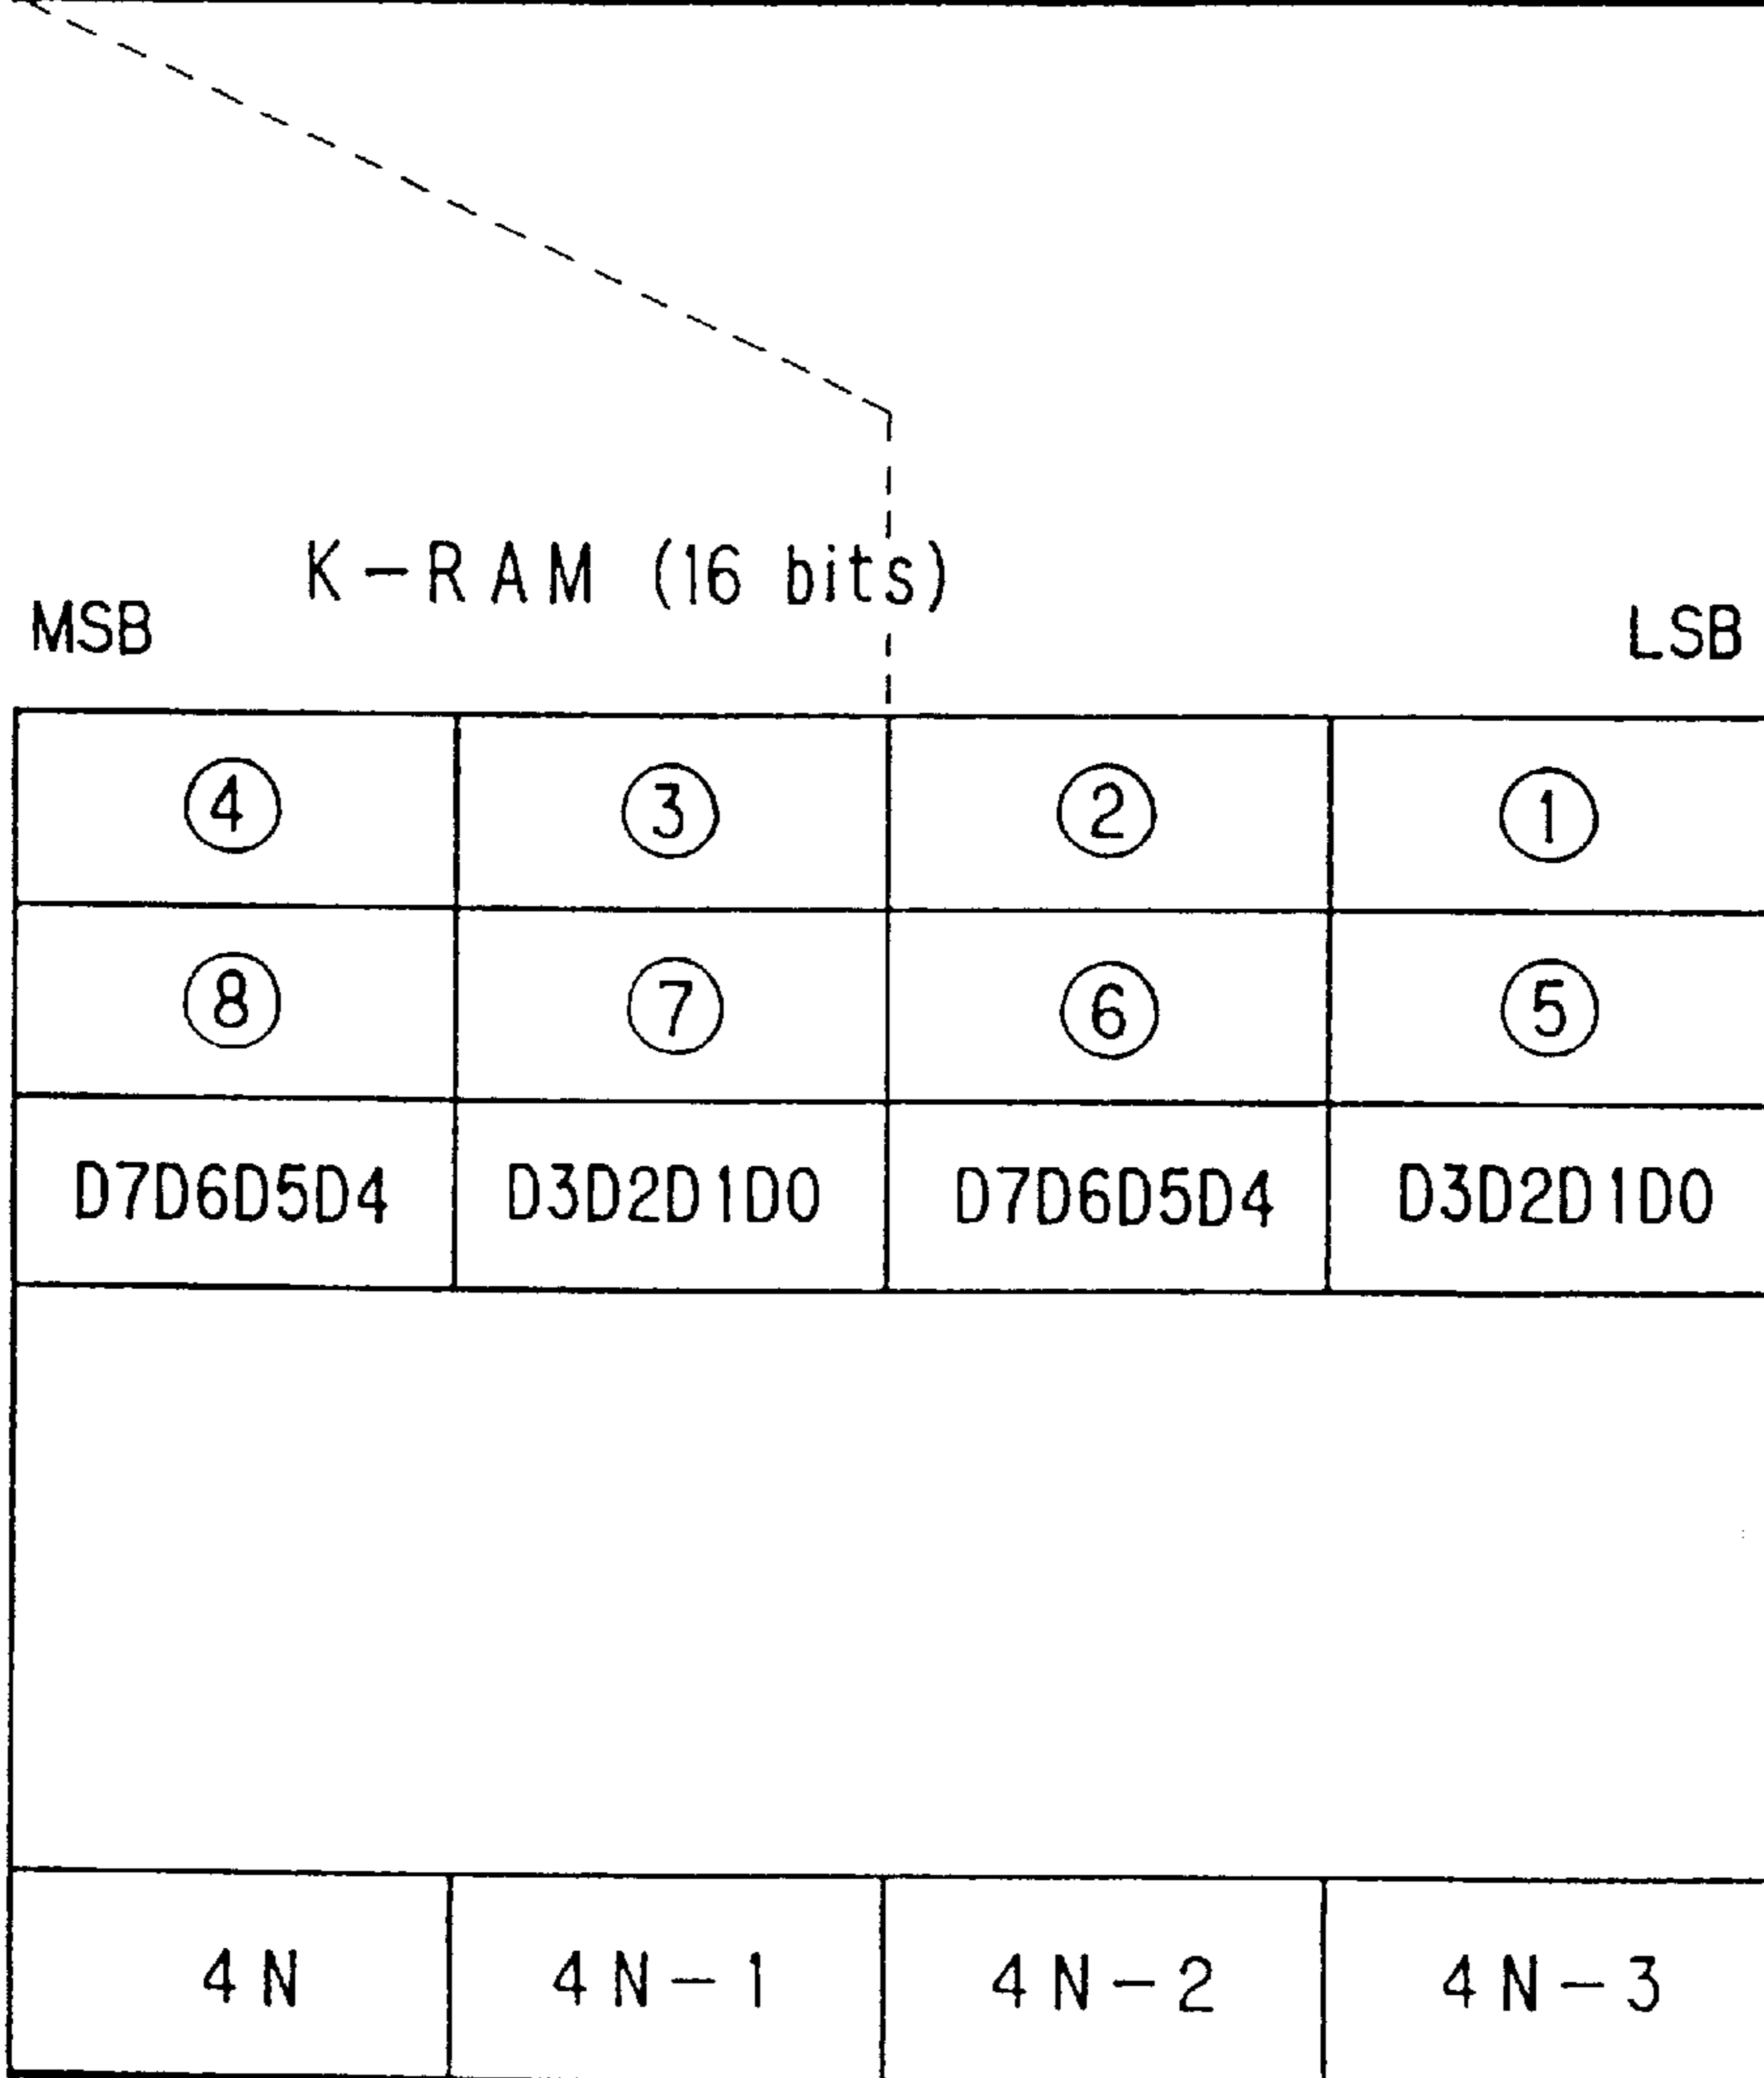 K-RAM (16 bits)
MSB LSB
④ ③ ② ①
⑧ ⑦ ⑥ ⑤
D7D6D5D4 D3D2D1D0 D7D6D5D4 D3D2D1D0
4N 4N-1 4N-2 4N-3